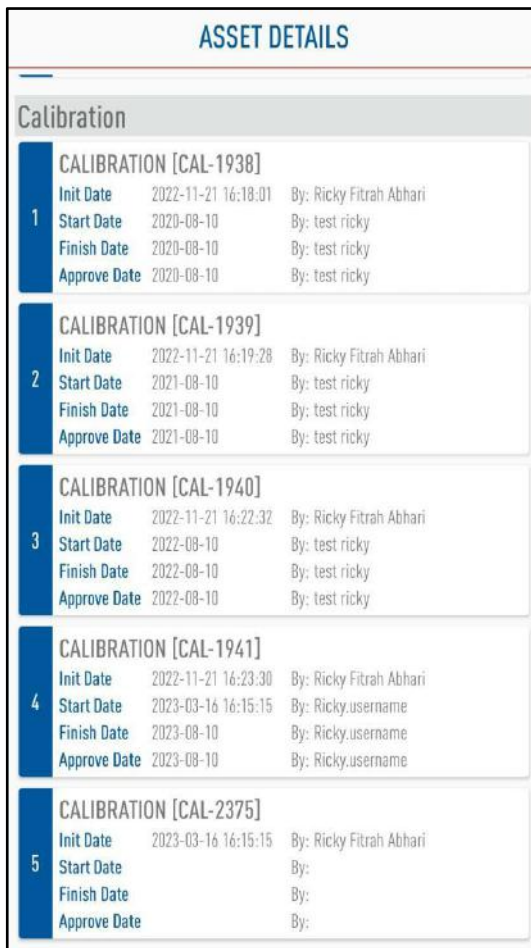 ASSET DETAILS
Calibration
CALIBRATION [CAL-1938]
Init Date 2022-11-21 16:18:01 By: Ricky Fitrah Abhari
1 Start Date 2020-08-10 By: test ricky
Finish Date 2020-08-10 By: test ricky
Approve Date 2020-08-10 By: test ricky
CALIBRATION [CAL-1939]
Init Date 2022-11-21 16:19:28 By: Ricky Fitrah Abhari
2 Start Date 2021-08-10 By: test ricky
Finish Date 2021-08-10 By: test ricky
Approve Date 2021-08-10 By: test ricky
CALIBRATION [CAL-1940]
Init Date 2022-11-21 16:22:32 By: Ricky Fitrah Abhari
3 Start Date 2022-08-10 By: test ricky
Finish Date 2022-08-10 By: test ricky
Approve Date 2022-08-10 By: test ricky
CALIBRATION [CAL-1941]
Init Date 2022-11-21 16:23:30 By: Ricky Fitrah Abhari
4 Start Date 2023-03-16 16:15:15 By: Ricky.username
Finish Date 2023-08-10 By: Ricky.username
Approve Date 2023-08-10 By: Ricky.username
CALIBRATION [CAL-2375]
Init Date 2023-03-16 16:15:15 By: Ricky Fitrah Abhari
5 Start Date By:
Finish Date By:
Approve Date By: